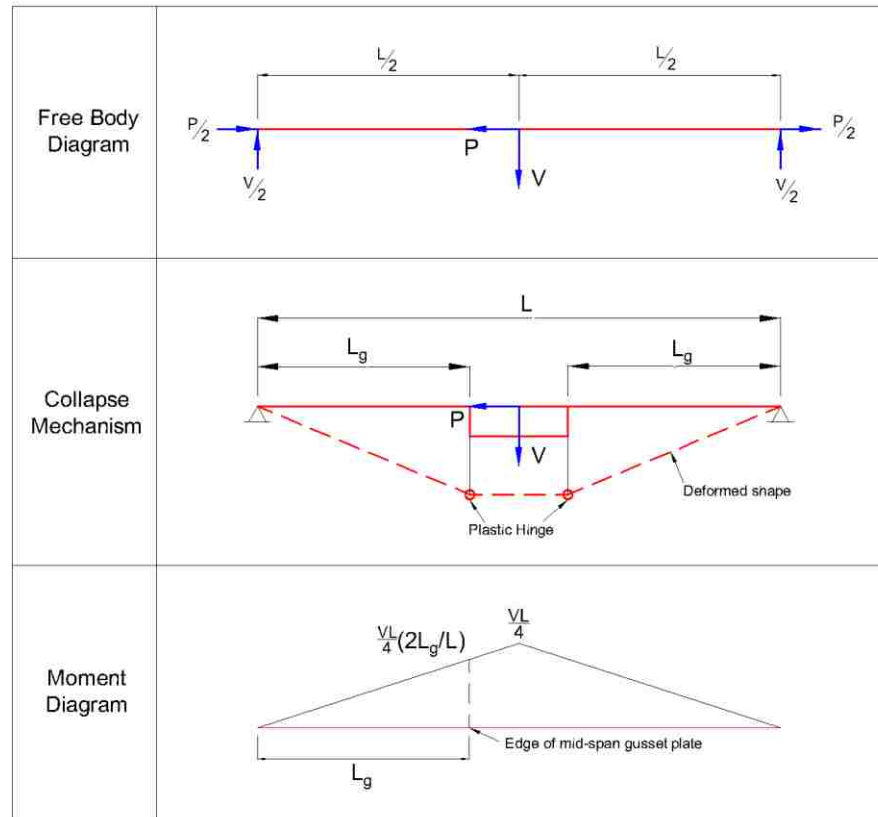 Free Body
Diagram
L/2
L/2
P/2
P
V
P/2
V/2
V/2
Collapse
Mechanism
L
Lg
Lg
P
V
Deformed shape
Plastic Hinge
Moment
Diagram
VL/4(2Lg/L)
VL/4
Edge of mid-span gusset plate
Lg